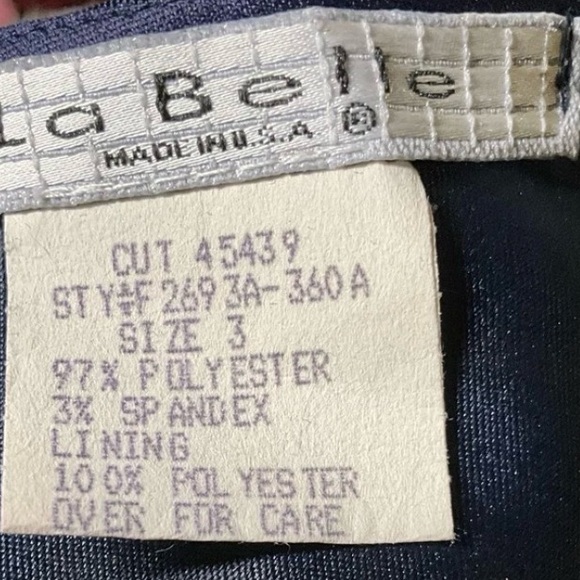 la Belle ®
MADE IN U.S.A
CUT 45439
STY#F2693A-360A
SIZE 3
97% POLYESTER
3% SPANDEX
LINING
100% POLYESTER
OVER FOR CARE